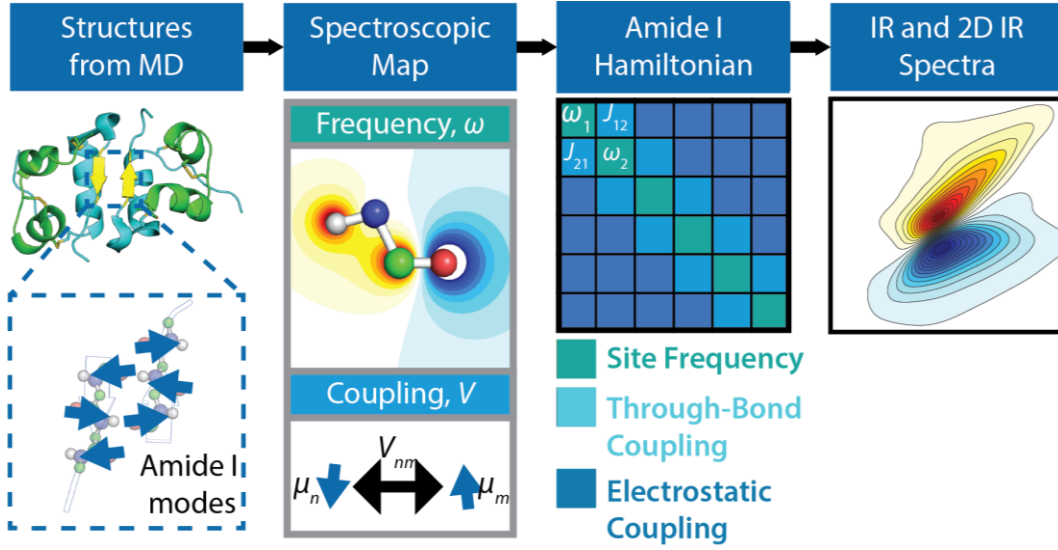 Structures
from MD
Spectroscopic
Map
Amide I
Hamiltonian
IR and 2D IR
Spectra
Frequency, ω
Coupling, V
Vnm
μn
μm
Amide I
modes
ω1
J12
J21
ω2
Site Frequency
Through-Bond
Coupling
Electrostatic
Coupling